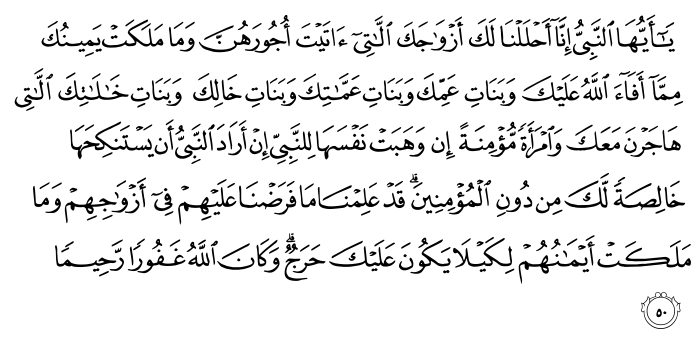 يَٰٓأَيُّهَا ٱلنَّبِيُّ إِنَّآ أَحۡلَلۡنَا لَكَ أَزۡوَٰجَكَ ٱلَّٰتِيٓ ءَاتَيۡتَ أُجُورَهُنَّ وَمَا مَلَكَتۡ يَمِينُكَ
مِمَّآ أَفَآءَ ٱللَّهُ عَلَيۡكَ وَبَنَاتِ عَمِّكَ وَبَنَاتِ عَمَّٰتِكَ وَبَنَاتِ خَالِكَ وَبَنَاتِ خَٰلَٰتِكَ ٱلَّٰتِي
هَاجَرۡنَ مَعَكَ وَٱمۡرَأَةٗ مُّؤۡمِنَةً إِن وَهَبَتۡ نَفۡسَهَا لِلنَّبِيِّ إِنۡ أَرَادَ ٱلنَّبِيُّ أَن يَسۡتَنكِحَهَا
خَالِصَةٗ لَّكَ مِن دُونِ ٱلۡمُؤۡمِنِينَۗ قَدۡ عَلِمۡنَا مَا فَرَضۡنَا عَلَيۡهِمۡ فِيٓ أَزۡوَٰجِهِمۡ وَمَا
مَلَكَتۡ أَيۡمَٰنُهُمۡ لِكَيۡلَا يَكُونَ عَلَيۡكَ حَرَجٞۗ وَكَانَ ٱللَّهُ غَفُورٗا رَّحِيمٗا
٥٠